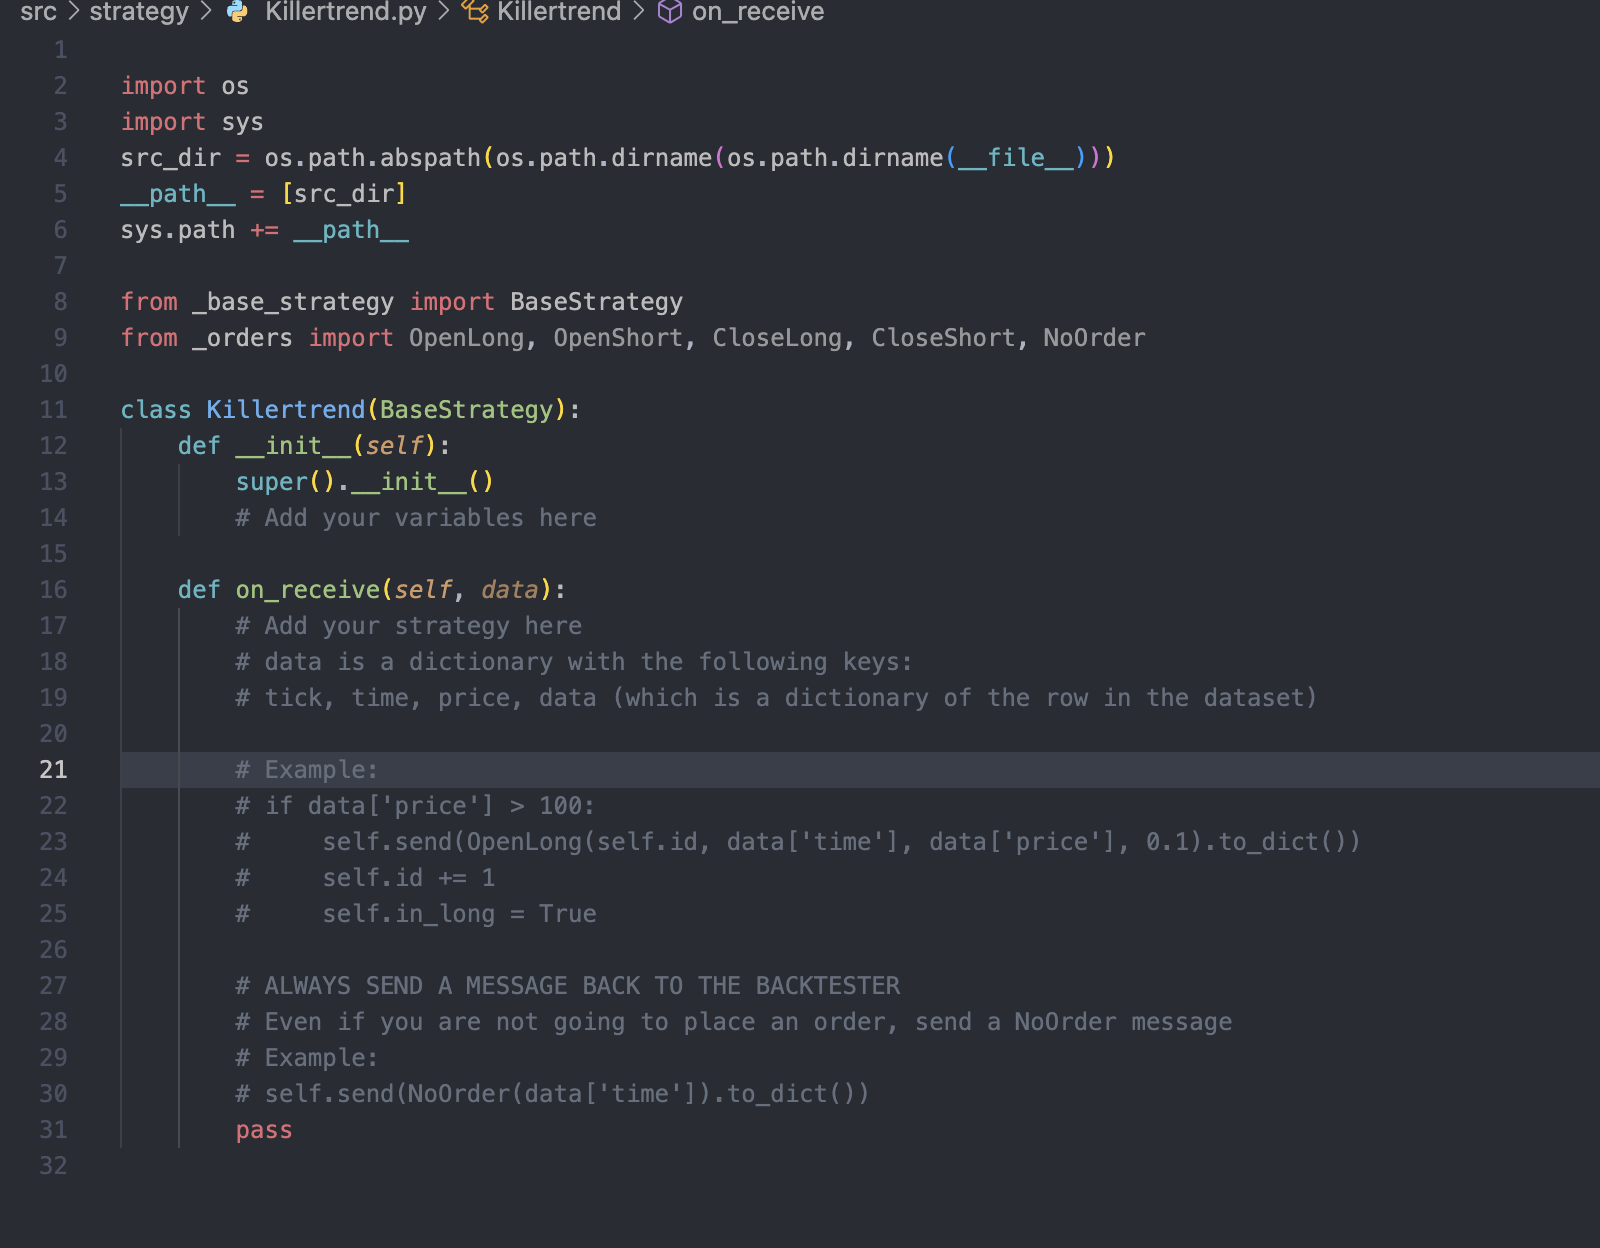 src > strategy > Killertrend.py > Killertrend > on_receive
1
2 import os
3 import sys
4 src_dir = os.path.abspath(os.path.dirname(os.path.dirname(__file__)))
5 __path__ = [src_dir]
6 sys.path += __path__
7
8 from _base_strategy import BaseStrategy
9 from _orders import OpenLong, OpenShort, CloseLong, CloseShort, NoOrder
10
11 class Killertrend(BaseStrategy):
12     def __init__(self):
13         super().__init__()
14         # Add your variables here
15
16     def on_receive(self, data):
17         # Add your strategy here
18         # data is a dictionary with the following keys:
19         # tick, time, price, data (which is a dictionary of the row in the dataset)
20
21         # Example:
22         # if data['price'] > 100:
23         #     self.send(OpenLong(self.id, data['time'], data['price'], 0.1).to_dict())
24         #     self.id += 1
25         #     self.in_long = True
26
27         # ALWAYS SEND A MESSAGE BACK TO THE BACKTESTER
28         # Even if you are not going to place an order, send a NoOrder message
29         # Example:
30         # self.send(NoOrder(data['time']).to_dict())
31         pass
32